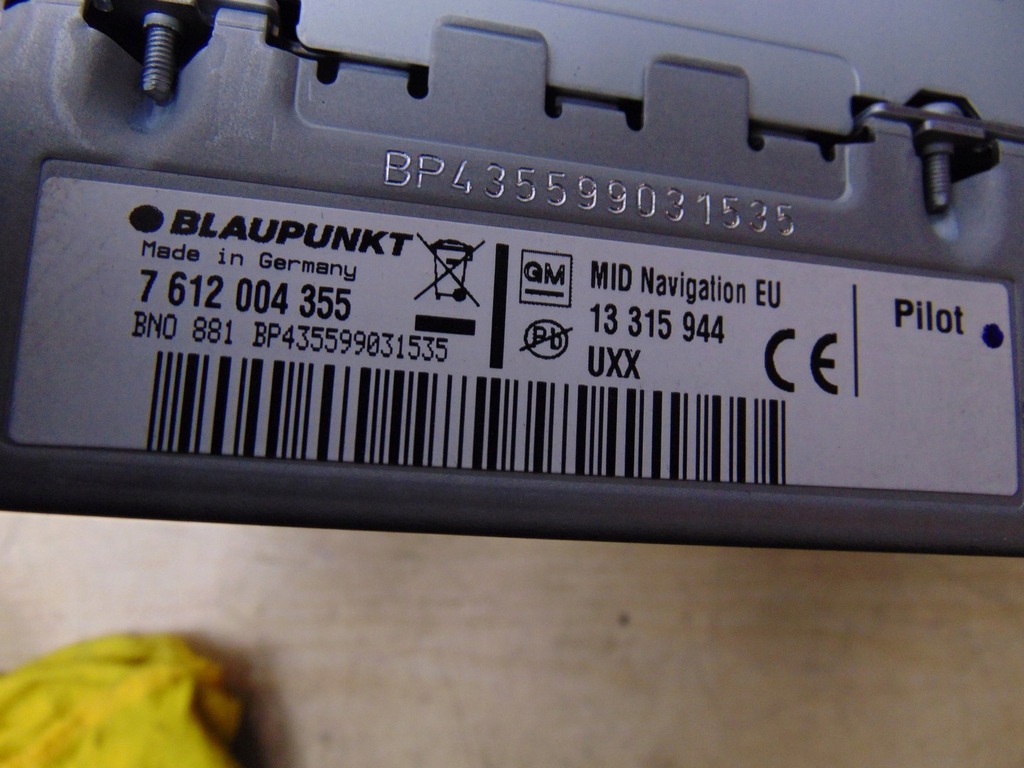 BP435599031535
BLAUPUNKT
Made in Germany
7 612 004 355
BNO 881 BP435599031535
GM
Pb
MID Navigation EU
13 315 944
UXX
CE
Pilot